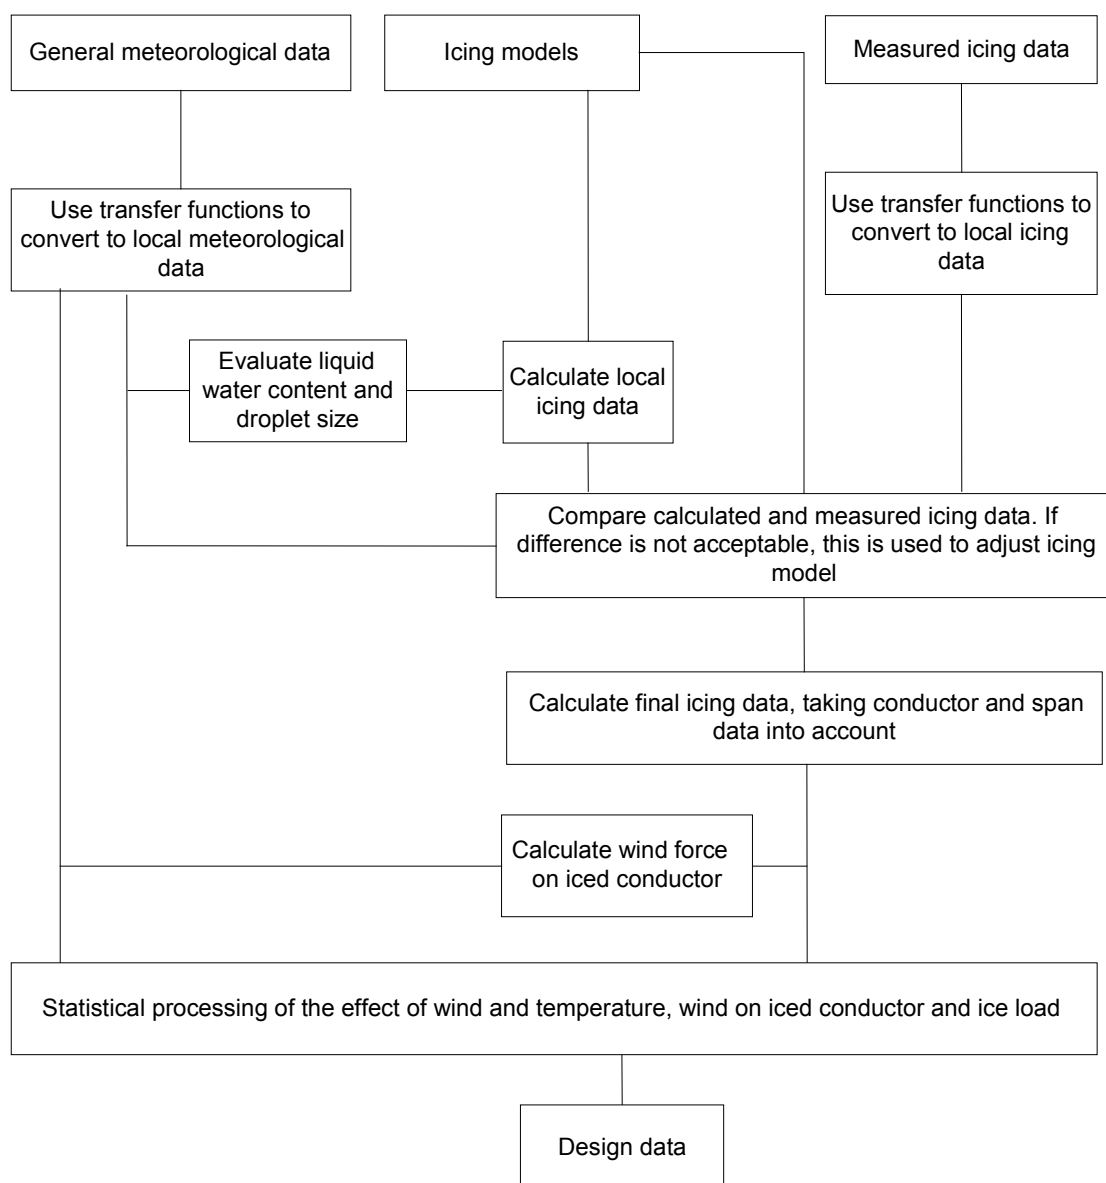 General meteorological data
Icing models
Measured icing data
Use transfer functions to
convert to local meteorological
data
Use transfer functions to
convert to local icing
data
Evaluate liquid
water content and
droplet size
Calculate local
icing data
Compare calculated and measured icing data. If
difference is not acceptable, this is used to adjust icing
model
Calculate final icing data, taking conductor and span
data into account
Calculate wind force
on iced conductor
Statistical processing of the effect of wind and temperature, wind on iced conductor and ice load
Design data